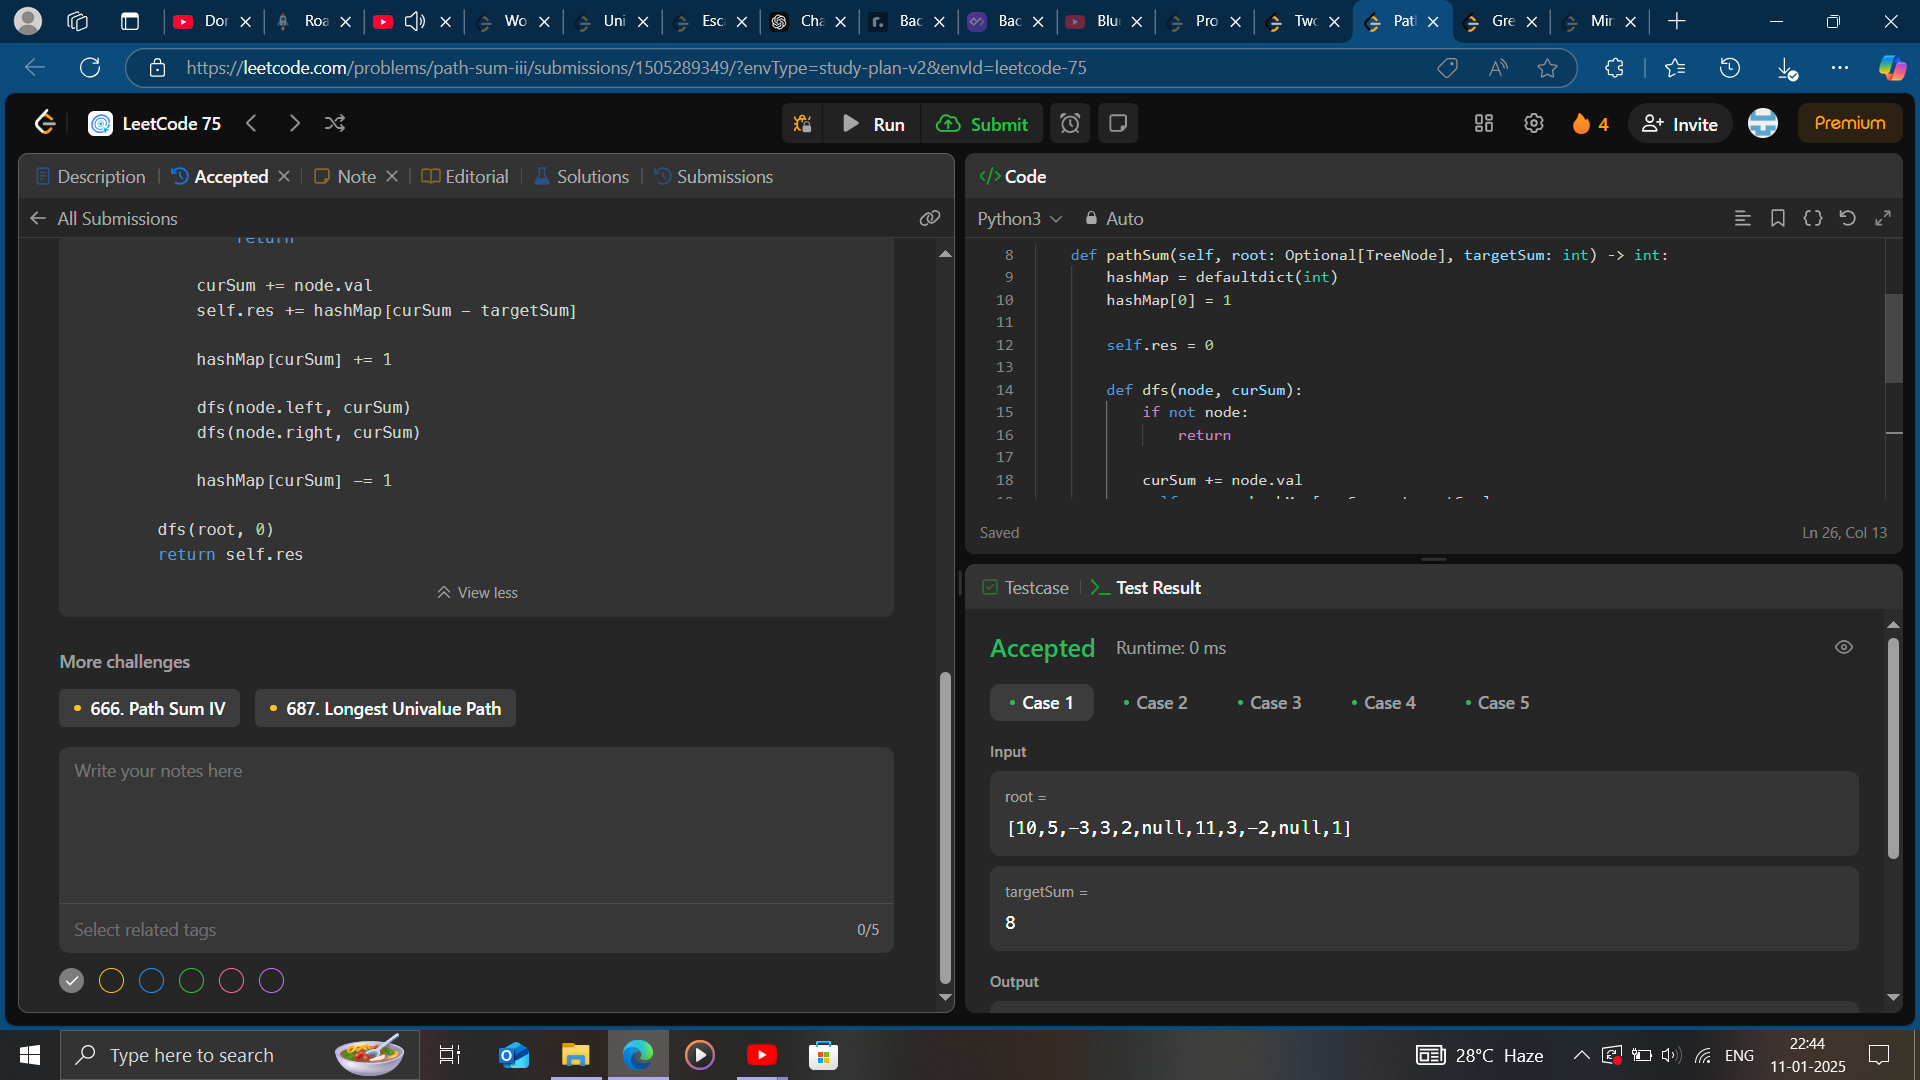 Dor
Roa
Wo
Uni
Esc
Cha
Bac
Bac
Blu
Pro
Two
Pat
Gre
Min
https://leetcode.com/problems/path-sum-iii/submissions/1505289349/?envType=study-plan-v2&envId=leetcode-75
LeetCode 75
Run
Submit
4
Invite
Premium
Description
Accepted
Note
Editorial
Solutions
Submissions
All Submissions
return
curSum += node.val
self.res += hashMap[curSum - targetSum]
hashMap[curSum] += 1
dfs(node.left, curSum)
dfs(node.right, curSum)
hashMap[curSum] -= 1
dfs(root, 0)
return self.res
View less
More challenges
666. Path Sum IV
687. Longest Univalue Path
Write your notes here
Select related tags
0/5
Code
Python3
Auto
8 def pathSum(self, root: Optional[TreeNode], targetSum: int) -> int:
9 hashMap = defaultdict(int)
10 hashMap[0] = 1
11
12 self.res = 0
13
14 def dfs(node, curSum):
15 if not node:
16 return
17
18 curSum += node.val
Saved
Ln 26, Col 13
Testcase
Test Result
Accepted
Runtime: 0 ms
Case 1
Case 2
Case 3
Case 4
Case 5
Input
root =
[10,5,-3,3,2,null,11,3,-2,null,1]
targetSum =
8
Output
Type here to search
28°C Haze
ENG
22:44
11-01-2025